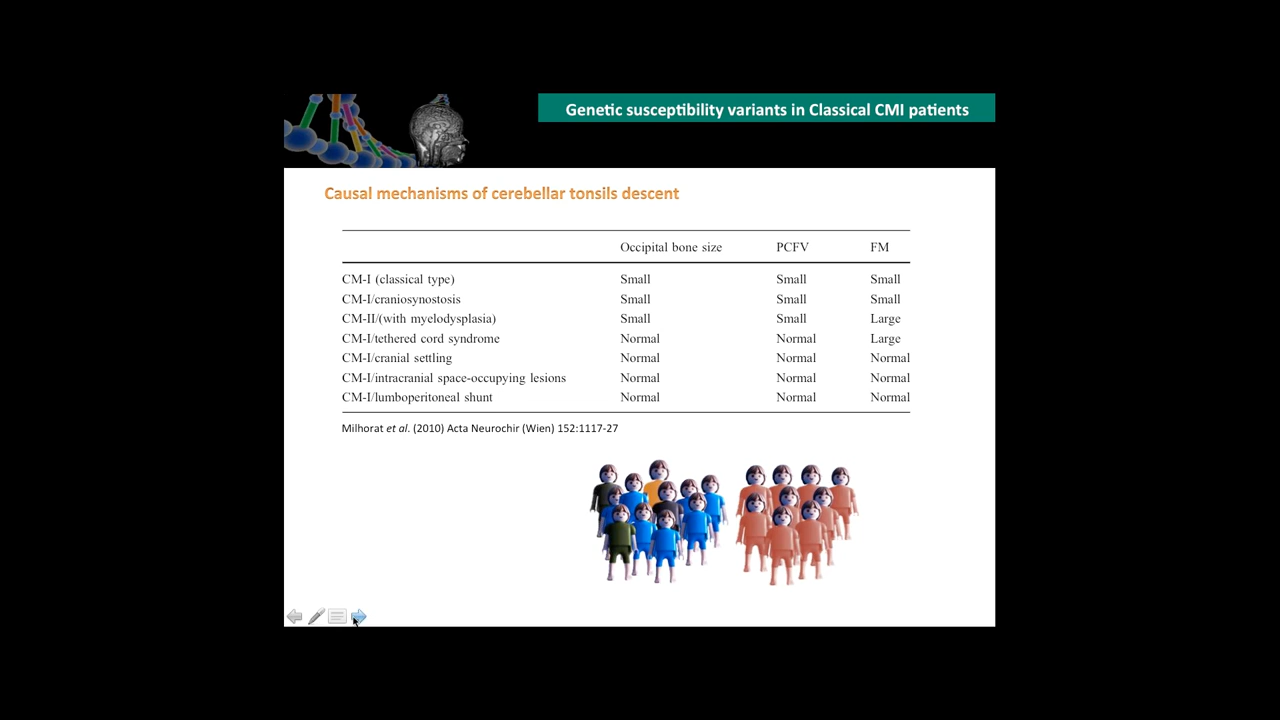 Genetic susceptibility variants in Classical CMI patients
Causal mechanisms of cerebellar tonsils descent
Occipital bone size PCFV FM
CM-I (classical type) Small Small Small
CM-I/craniosynostosis Small Small Small
CM-II/(with myelodysplasia) Small Small Large
CM-I/tethered cord syndrome Normal Normal Large
CM-I/cranial settling Normal Normal Normal
CM-I/intracranial space-occupying lesions Normal Normal Normal
CM-I/lumboperitoneal shunt Normal Normal Normal
Milhorat et al. (2010) Acta Neurochir (Wien) 152:1117-27